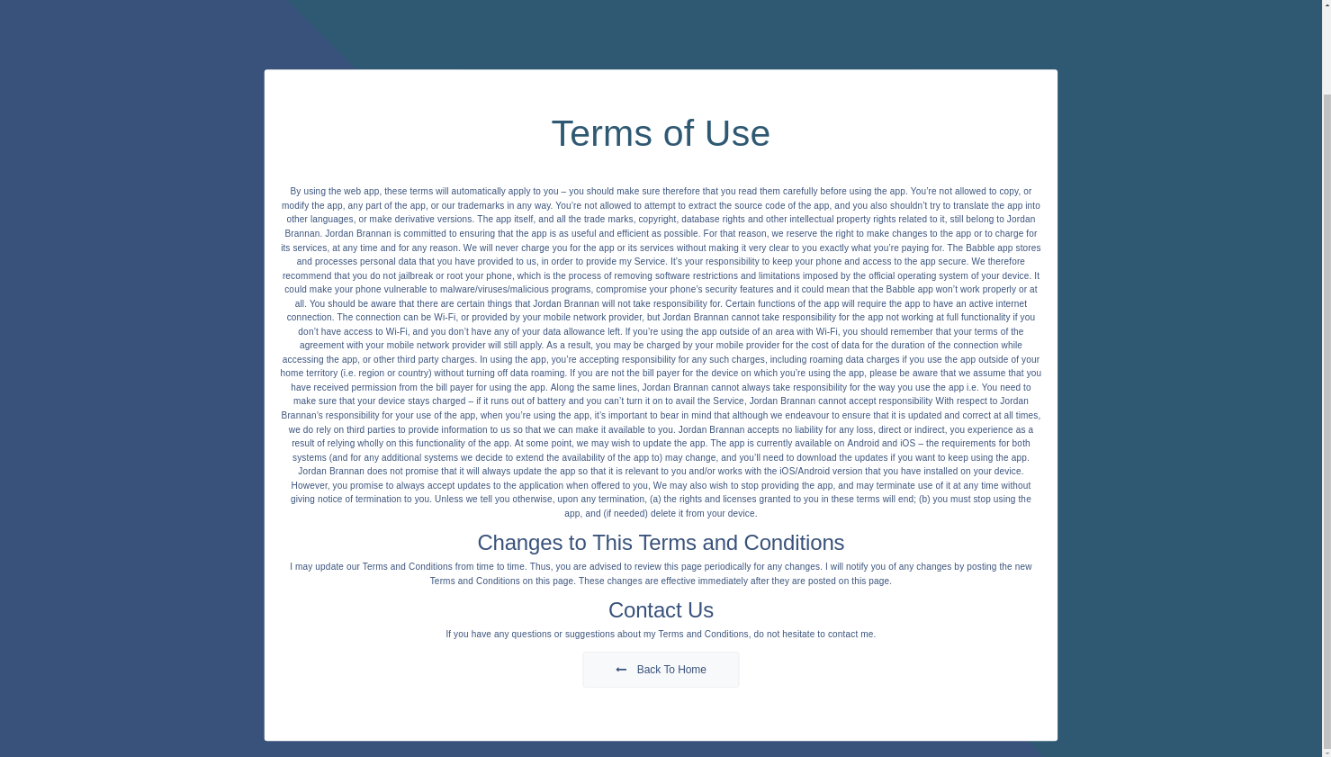 Terms of Use
By using the web app, these terms will automatically apply to you – you should make sure therefore that you read them carefully before using the app. You're not allowed to copy, or
modify the app, any part of the app, or our trademarks in any way. You're not allowed to attempt to extract the source code of the app, and you also shouldn't try to translate the app into
other languages, or make derivative versions. The app itself, and all the trade marks, copyright, database rights and other intellectual property rights related to it, still belong to Jordan
Brannan. Jordan Brannan is committed to ensuring that the app is as useful and efficient as possible. For that reason, we reserve the right to make changes to the app or to charge for
its services, at any time and for any reason. We will never charge you for the app or its services without making it very clear to you exactly what you're paying for. The Babble app stores
and processes personal data that you have provided to us, in order to provide my Service. It's your responsibility to keep your phone and access to the app secure. We therefore
recommend that you do not jailbreak or root your phone, which is the process of removing software restrictions and limitations imposed by the official operating system of your device. It
could make your phone vulnerable to malware/viruses/malicious programs, compromise your phone's security features and it could mean that the Babble app won't work properly or at
all. You should be aware that there are certain things that Jordan Brannan will not take responsibility for. Certain functions of the app will require the app to have an active internet
connection. The connection can be Wi-Fi, or provided by your mobile network provider, but Jordan Brannan cannot take responsibility for the app not working at full functionality if you
don't have access to Wi-Fi, and you don't have any of your data allowance left. If you're using the app outside of an area with Wi-Fi, you should remember that your terms of the
agreement with your mobile network provider will still apply. As a result, you may be charged by your mobile provider for the cost of data for the duration of the connection while
accessing the app, or other third party charges. In using the app, you're accepting responsibility for any such charges, including roaming data charges if you use the app outside of your
home territory (i.e. region or country) without turning off data roaming. If you are not the bill payer for the device on which you're using the app, please be aware that we assume that you
have received permission from the bill payer for using the app. Along the same lines, Jordan Brannan cannot always take responsibility for the way you use the app i.e. You need to
make sure that your device stays charged – if it runs out of battery and you can't turn it on to avail the Service, Jordan Brannan cannot accept responsibility With respect to Jordan
Brannan's responsibility for your use of the app, when you're using the app, it's important to bear in mind that although we endeavour to ensure that it is updated and correct at all times,
we do rely on third parties to provide information to us so that we can make it available to you. Jordan Brannan accepts no liability for any loss, direct or indirect, you experience as a
result of relying wholly on this functionality of the app. At some point, we may wish to update the app. The app is currently available on Android and iOS – the requirements for both
systems (and for any additional systems we decide to extend the availability of the app to) may change, and you'll need to download the updates if you want to keep using the app.
Jordan Brannan does not promise that it will always update the app so that it is relevant to you and/or works with the iOS/Android version that you have installed on your device.
However, you promise to always accept updates to the application when offered to you, We may also wish to stop providing the app, and may terminate use of it at any time without
giving notice of termination to you. Unless we tell you otherwise, upon any termination, (a) the rights and licenses granted to you in these terms will end; (b) you must stop using the
app, and (if needed) delete it from your device.
Changes to This Terms and Conditions
I may update our Terms and Conditions from time to time. Thus, you are advised to review this page periodically for any changes. I will notify you of any changes by posting the new
Terms and Conditions on this page. These changes are effective immediately after they are posted on this page.
Contact Us
If you have any questions or suggestions about my Terms and Conditions, do not hesitate to contact me.
Back To Home